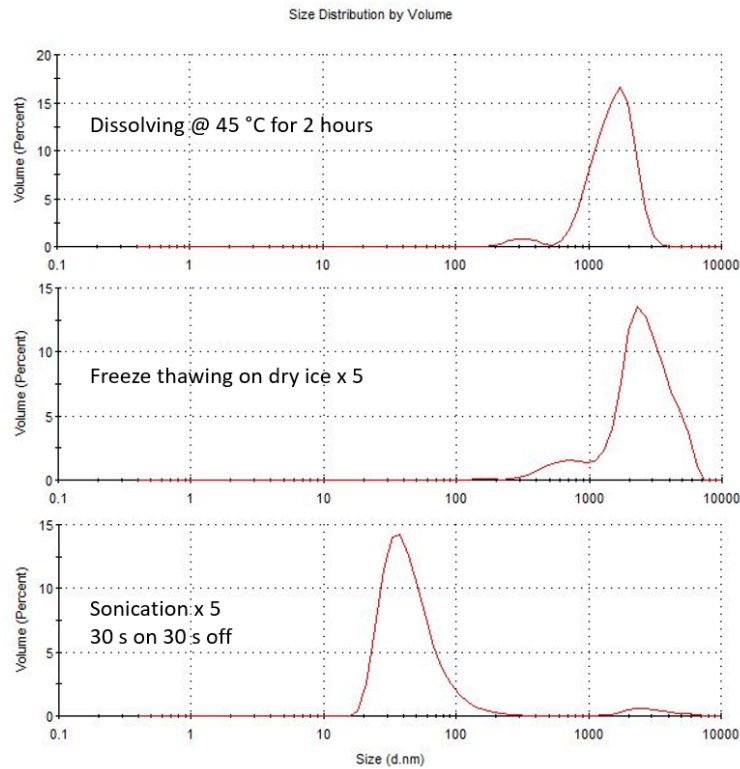 Size Distribution by Volume
20
15
10
5
0
Volume (Percent)
Dissolving @ 45 °C for 2 hours
0.1 1 10 100 1000 10000
15
10
5
0
Volume (Percent)
Freeze thawing on dry ice x 5
0.1 1 10 100 1000 10000
15
10
5
0
Volume (Percent)
Sonication x 5
30 s on 30 s off
0.1 1 10 100 1000 10000
Size (d.nm)